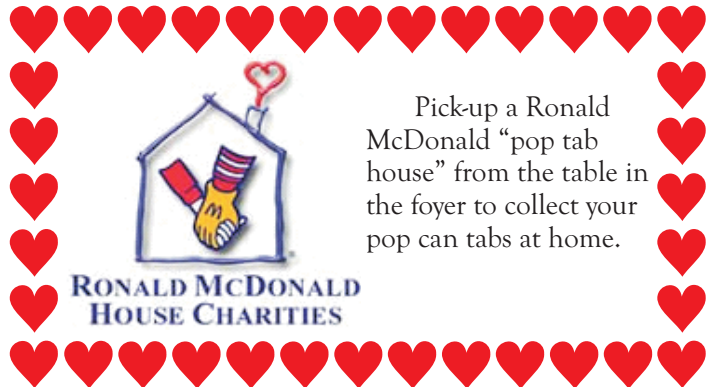 Pick-up a Ronald
McDonald “pop tab
house” from the table in
the foyer to collect your
pop can tabs at home.
RONALD MCDONALD
HOUSE CHARITIES